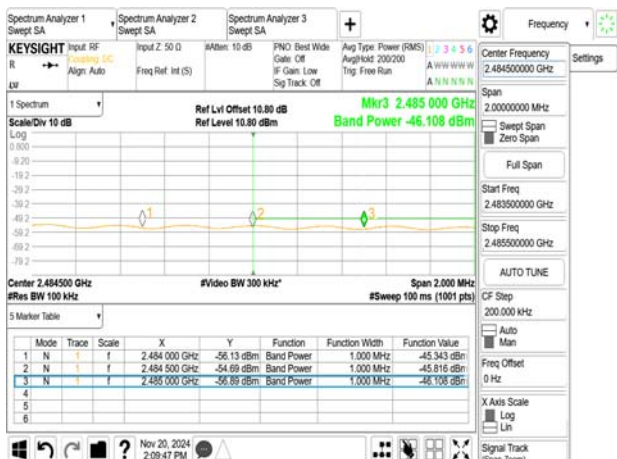 Spectrum Analyzer 1
Swept SA
Spectrum Analyzer 2
Swept SA
Spectrum Analyzer 3
Swept SA
+
Frequency
KEYSIGHT
R
LXI
Input: RF
Coupling: DC
Align: Auto
Input Z: 50 Ω
Freq Ref: Int (S)
#Atten: 10 dB
PNO: Best Wide
Gate: Off
IF Gain: Low
Sig Track: Off
Avg Type: Power (RMS)
Avg|Hold: 200/200
Trig: Free Run
1 2 3 4 5 6
A W W W W W
A N N N N N
1 Spectrum
Scale/Div 10 dB
Ref Lvl Offset 10.80 dB
Ref Level 10.80 dBm
Mkr3 2.485 000 GHz
Band Power -46.108 dBm
Log
0.800
-9.20
-19.2
-29.2
-39.2
-49.2
-59.2
-69.2
-79.2
1
2
3
Center 2.484500 GHz
#Video BW 300 kHz*
Span 2.000 MHz
#Res BW 100 kHz
#Sweep 100 ms (1001 pts)
5 Marker Table
Mode Trace Scale X Y Function Function Width Function Value
1 N 1 f 2.484 000 GHz -56.13 dBm Band Power 1.000 MHz -45.343 dBm
2 N 1 f 2.484 500 GHz -54.69 dBm Band Power 1.000 MHz -45.816 dBm
3 N 1 f 2.485 000 GHz -56.89 dBm Band Power 1.000 MHz -46.108 dBm
4
5
6
?
Nov 20, 2024
2:09:47 PM
Center Frequency
2.484500000 GHz
Settings
Span
2.00000000 MHz
Swept Span
Zero Span
Full Span
Start Freq
2.483500000 GHz
Stop Freq
2.485500000 GHz
AUTO TUNE
CF Step
200.000 kHz
Auto
Man
Freq Offset
0 Hz
X Axis Scale
Log
Lin
Signal Track